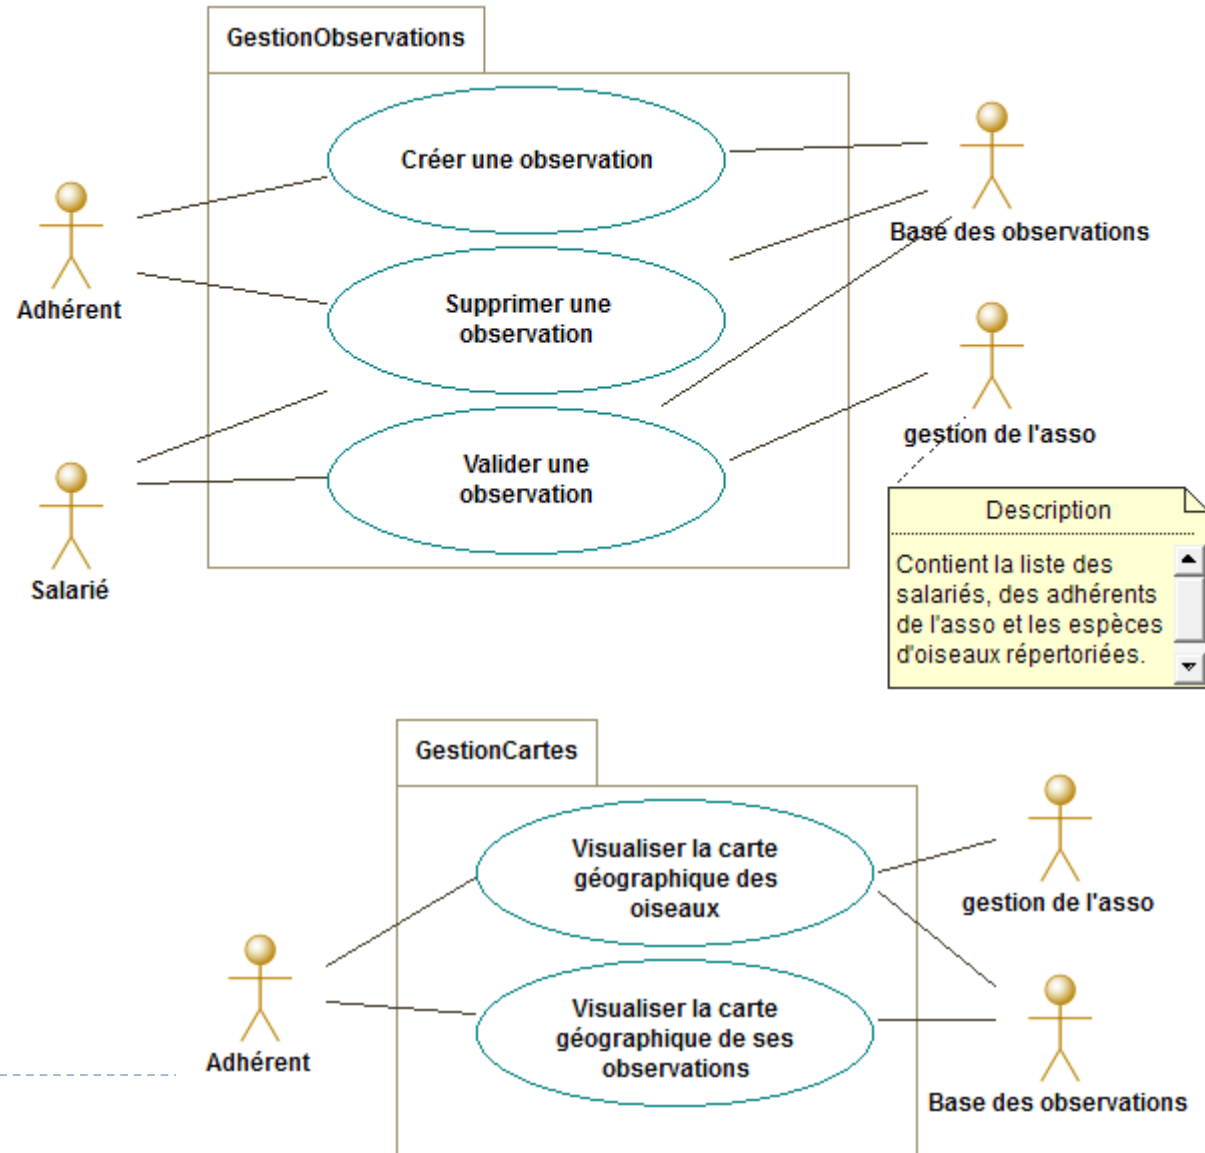 GestionObservations
Créer une observation
Base des observations
Adhérent
Supprimer une
observation
gestion de l'asso
Valider une
observation
Salarié
Description
Contient la liste des
salariés, des adhérents
de l'asso et les espèces
d'oiseaux répertoriées.
GestionCartes
Visualiser la carte
géographique des
oiseaux
gestion de l'asso
Adhérent
Visualiser la carte
géographique de ses
observations
Base des observations